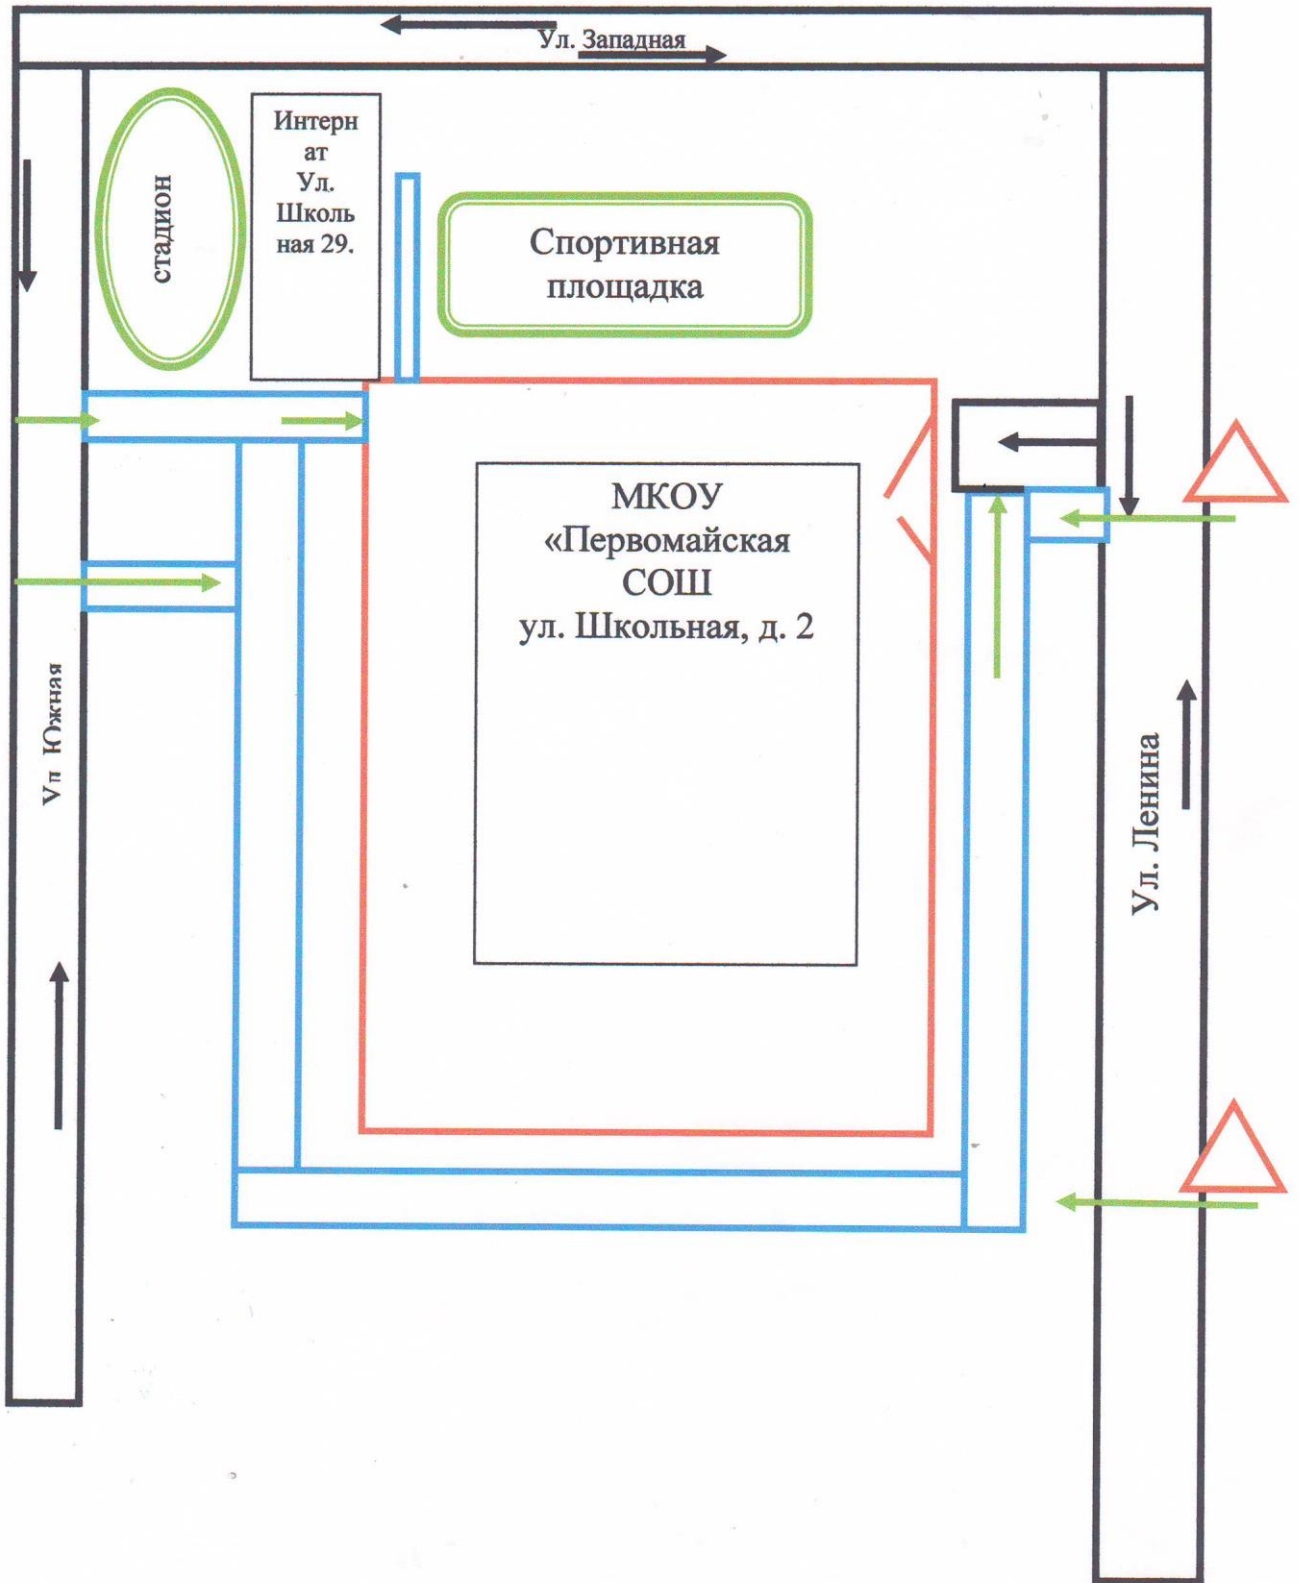 Ул. Западная
Интерн
ат
Ул.
Школь
ная 29.
стадион
Спортивная
площадка
МКОУ
«Первомайская
СОШ
ул. Школьная, д. 2
Ул Южная
Ул. Ленина